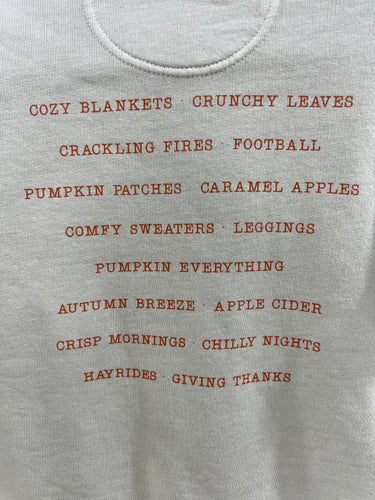 COZY BLANKETS · CRUNCHY LEAVES
CRACKLING FIRES · FOOTBALL
PUMPKIN PATCHES · CARAMEL APPLES
COMFY SWEATERS · LEGGINGS
PUMPKIN EVERYTHING
AUTUMN BREEZE · APPLE CIDER
CRISP MORNINGS · CHILLY NIGHTS
HAYRIDES · GIVING THANKS